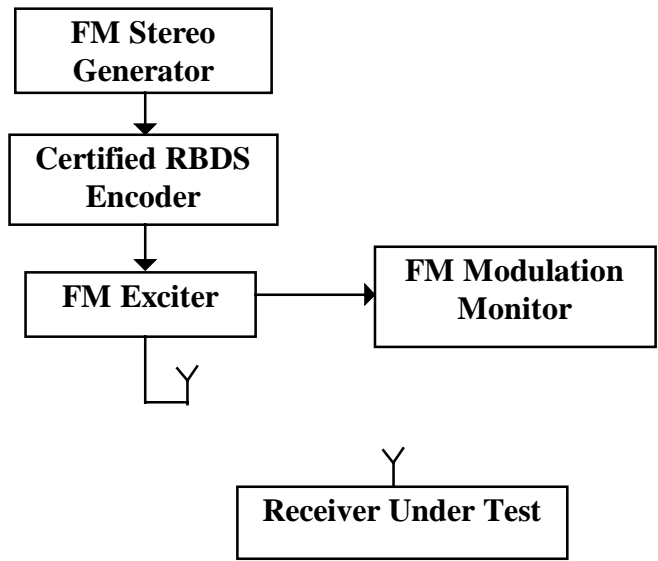 FM Stereo
Generator
Certified RBDS
Encoder
FM Exciter
FM Modulation
Monitor
Receiver Under Test